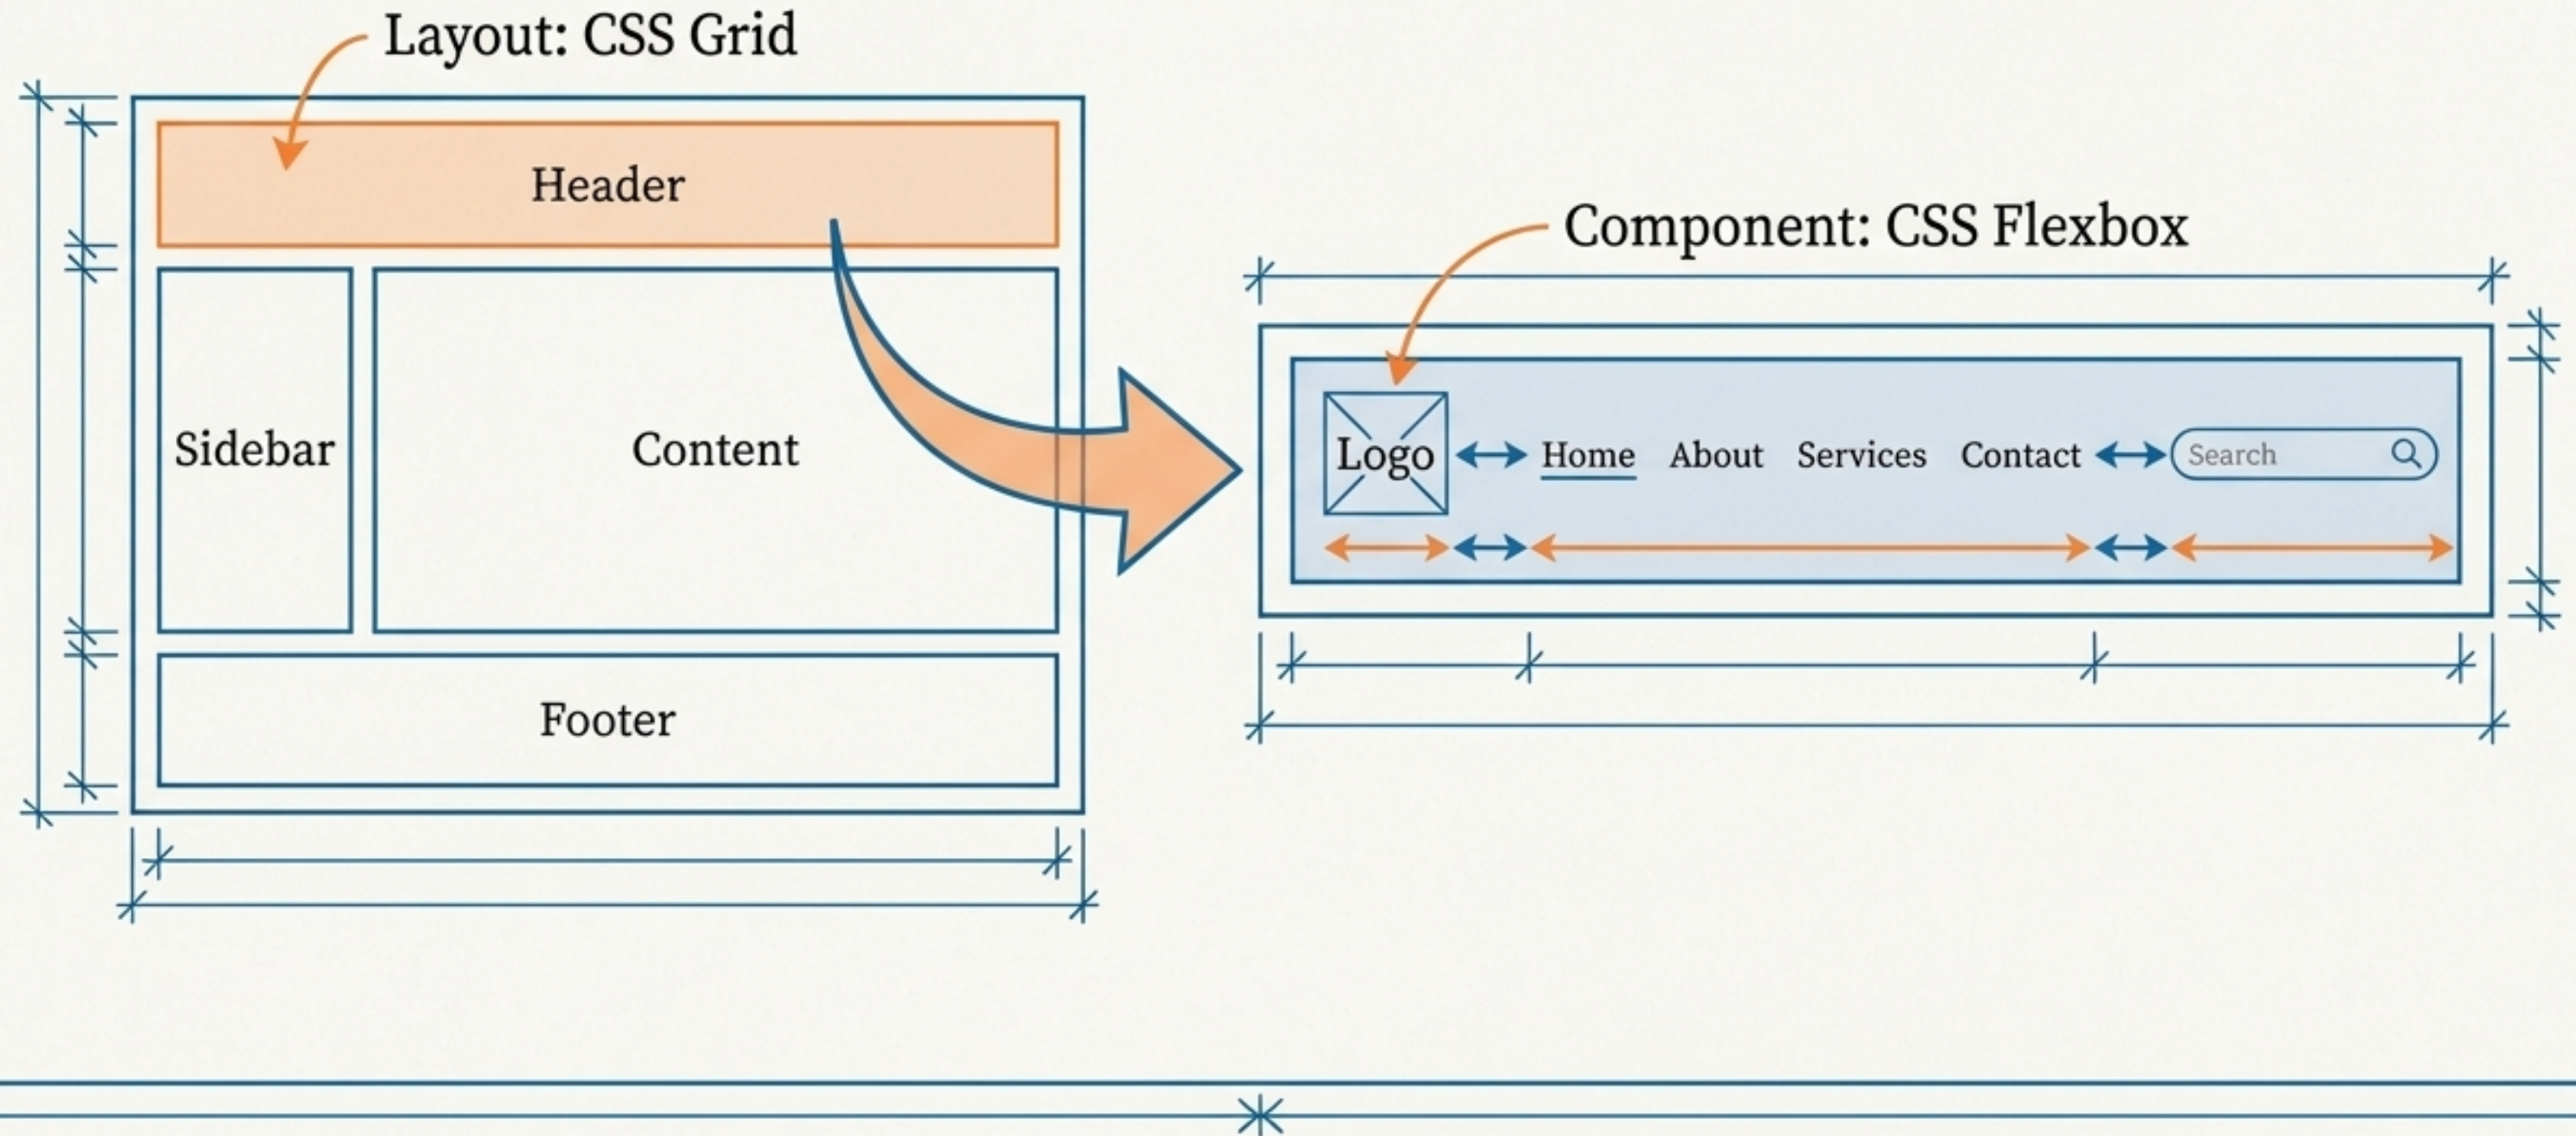 Layout: CSS Grid
Header
Sidebar
Content
Footer
Component: CSS Flexbox
Logo Home About Services Contact Search